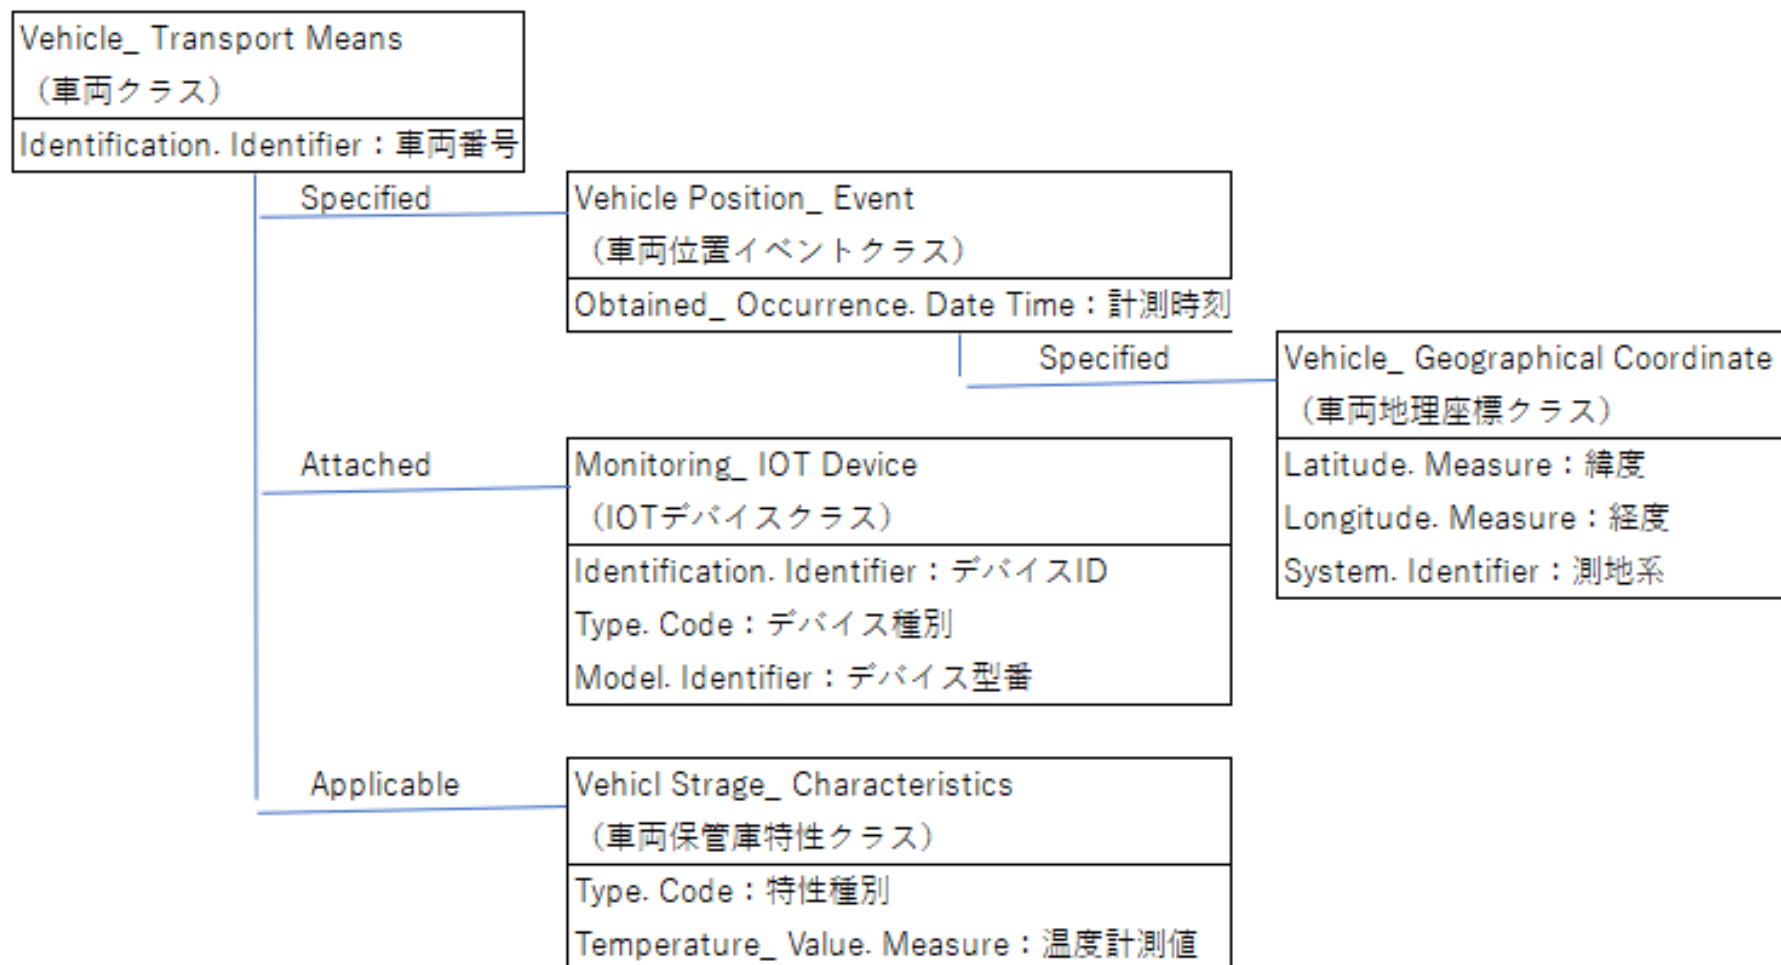 Vehicle_ Transport Means
（車両クラス）
Identification. Identifier：車両番号
Specified
Vehicle Position_ Event
（車両位置イベントクラス）
Obtained_ Occurrence. Date Time：計測時刻
Specified
Vehicle_ Geographical Coordinate
（車両地理座標クラス）
Latitude. Measure：緯度
Longitude. Measure：経度
System. Identifier：測地系
Attached
Monitoring_ IOT Device
（IOTデバイスクラス）
Identification. Identifier：デバイスID
Type. Code：デバイス種別
Model. Identifier：デバイス型番
Applicable
Vehicl Strage_ Characteristics
（車両保管庫特性クラス）
Type. Code：特性種別
Temperature_ Value. Measure：温度計測値